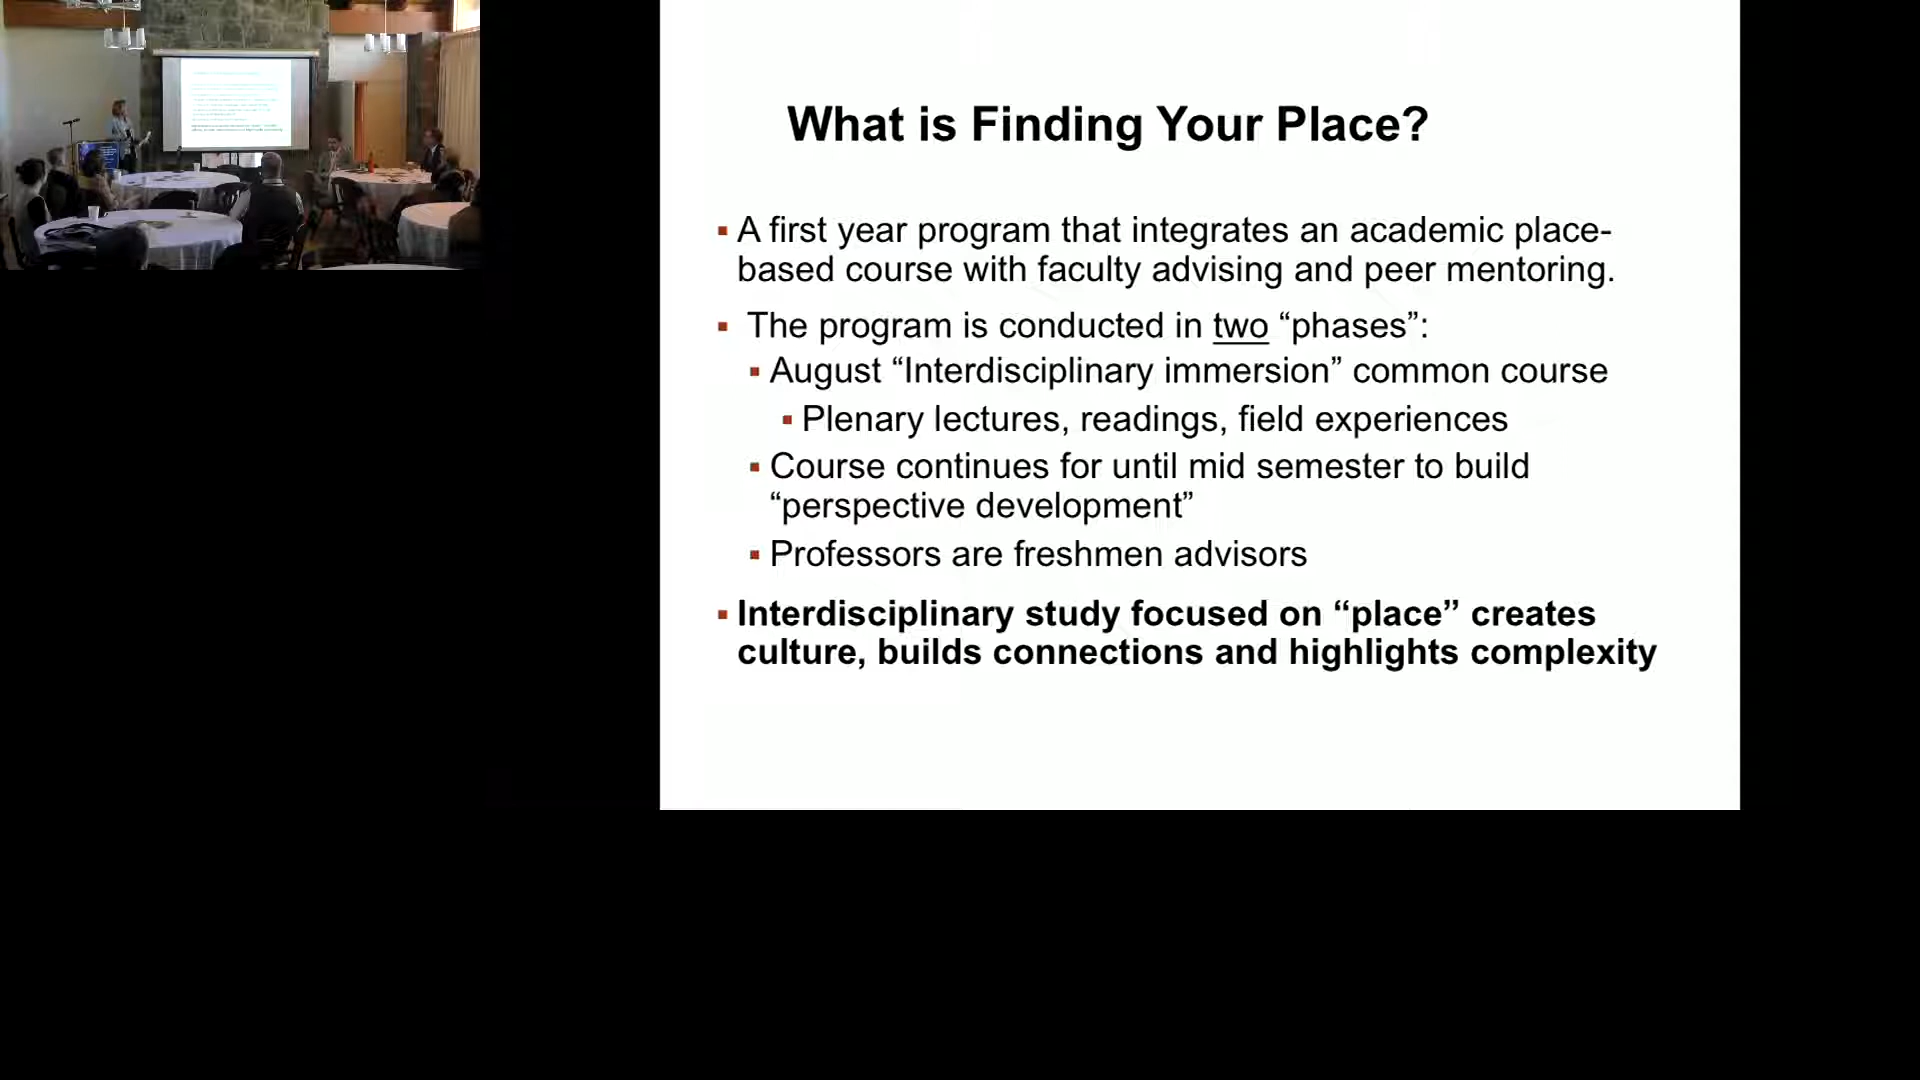 What is Finding Your Place?
▪ A first year program that integrates an academic place-
based course with faculty advising and peer mentoring.
▪ The program is conducted in two “phases”:
▪ August “Interdisciplinary immersion” common course
▪ Plenary lectures, readings, field experiences
▪ Course continues for until mid semester to build
“perspective development”
▪ Professors are freshmen advisors
▪ Interdisciplinary study focused on “place” creates
culture, builds connections and highlights complexity